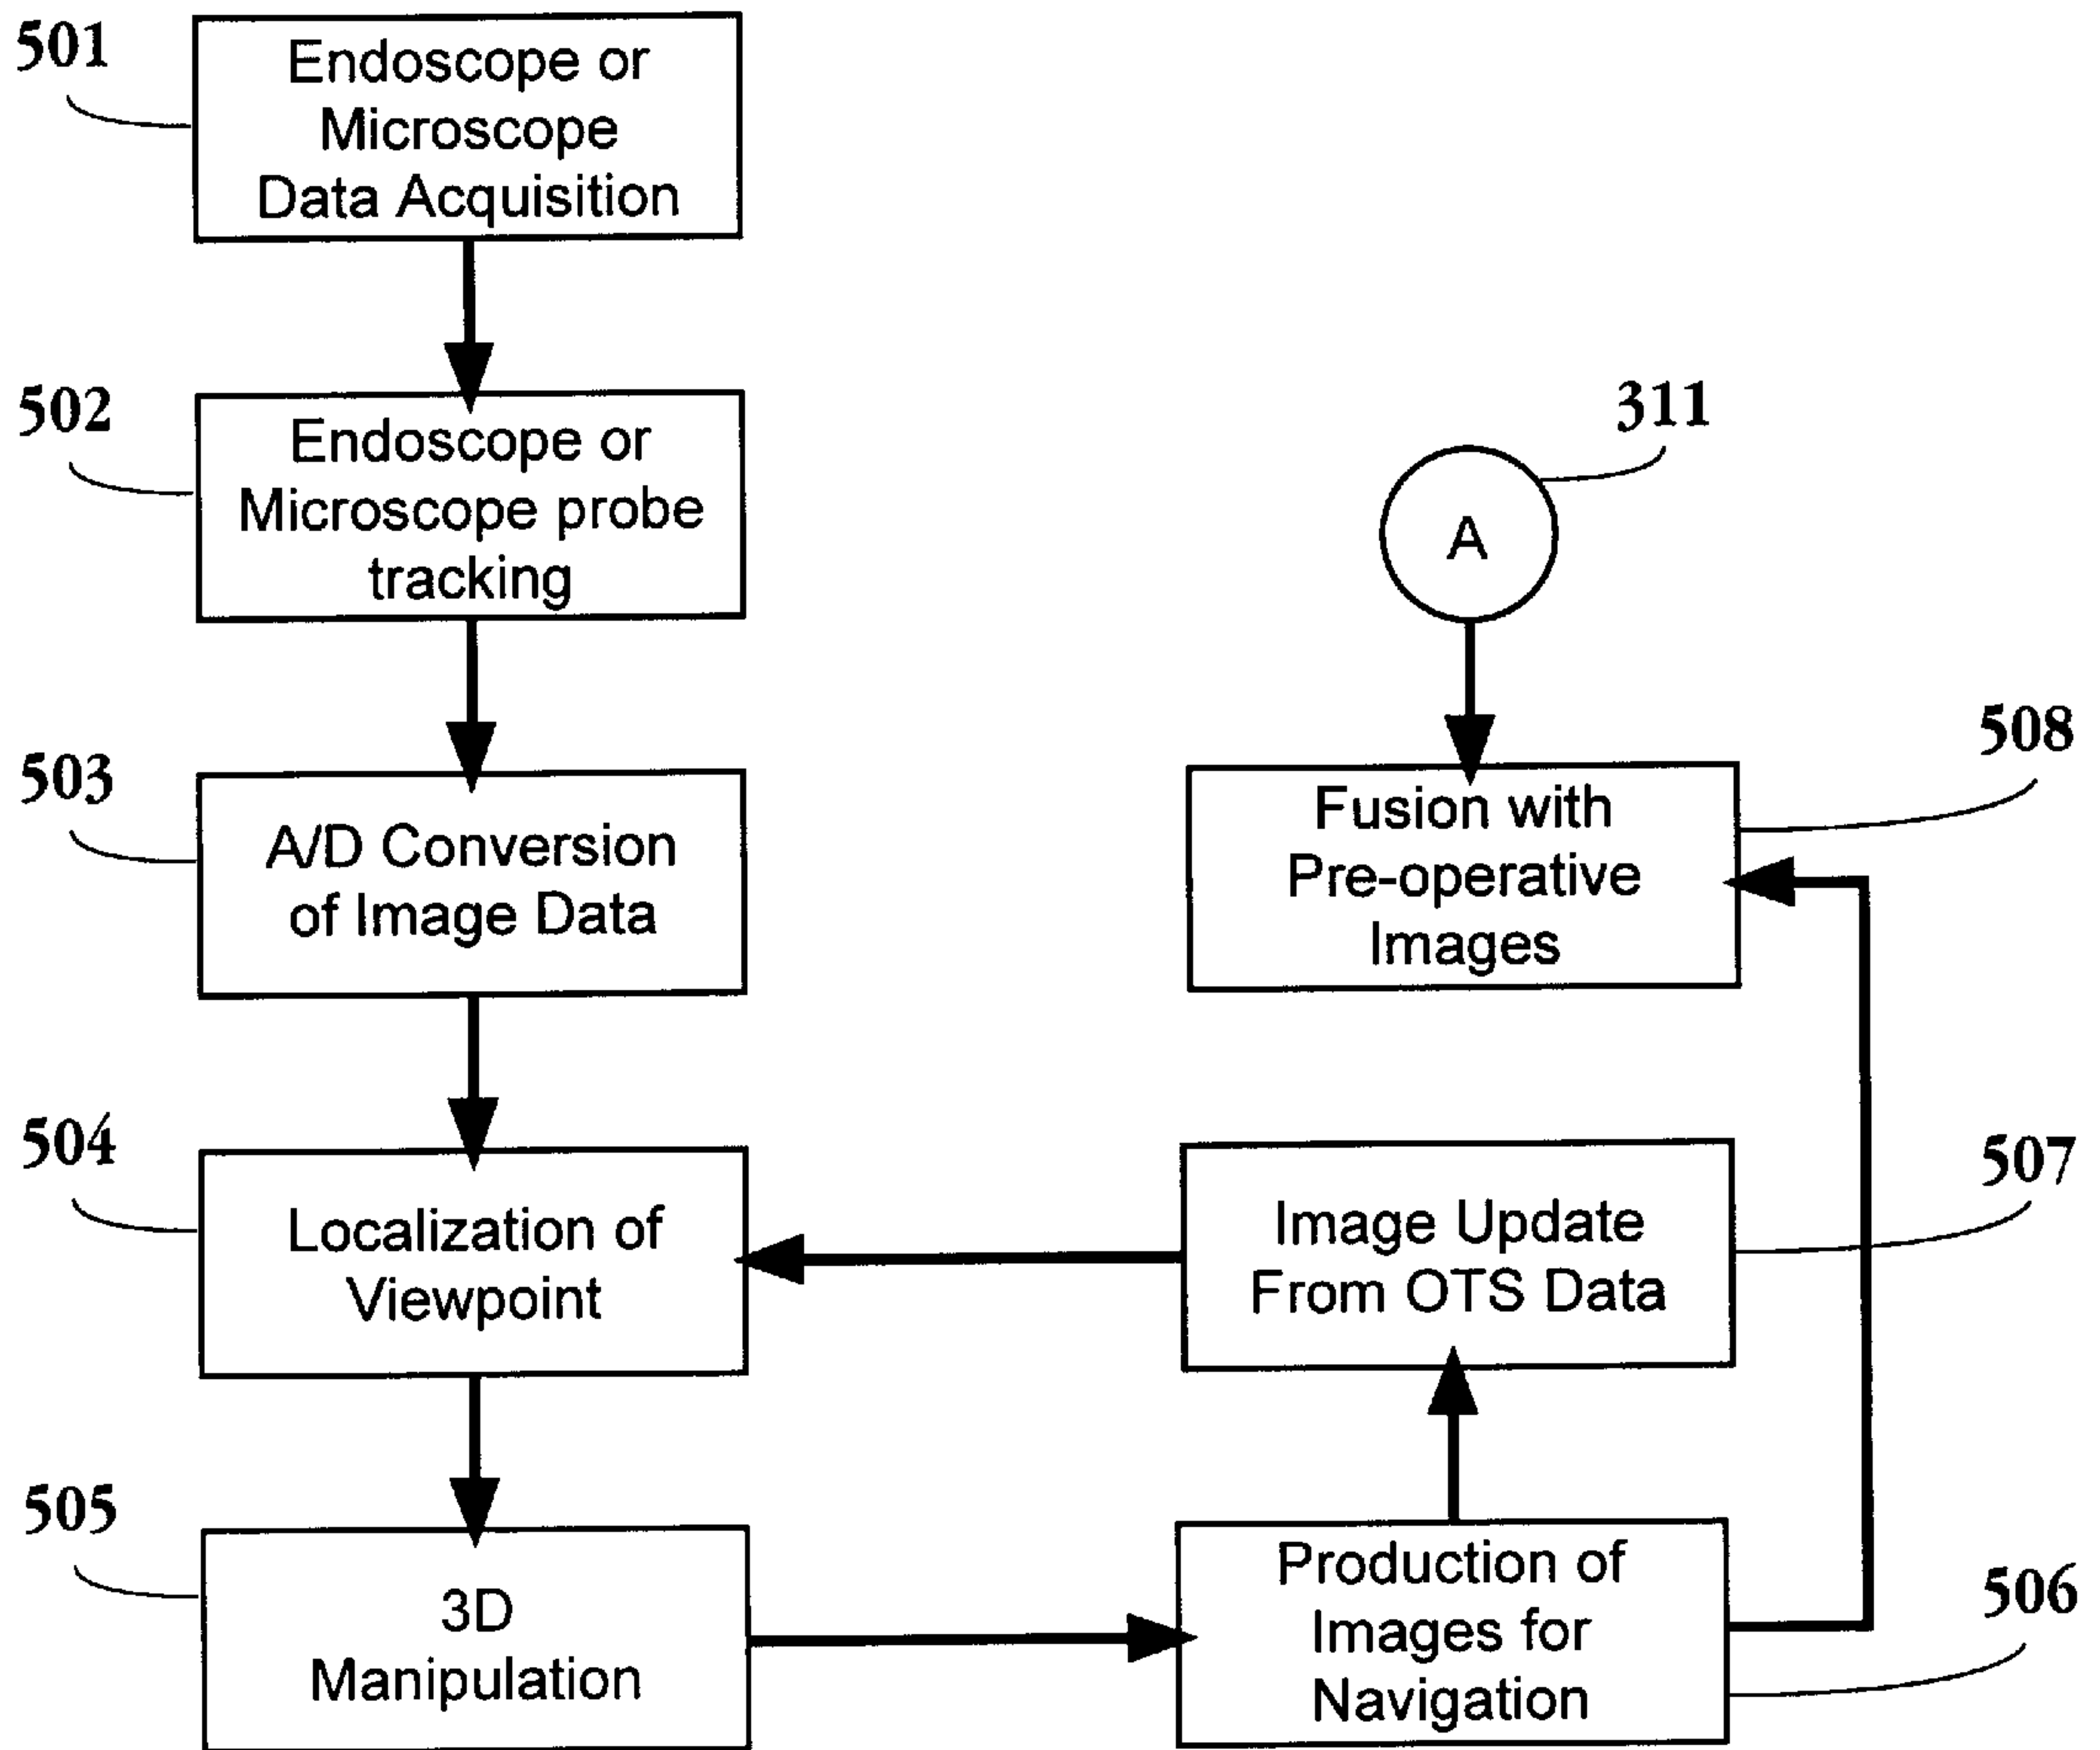 501
Endoscope or
Microscope
Data Acquisition
502
Endoscope or
Microscope probe
tracking
503
A/D Conversion
of Image Data
504
Localization of
Viewpoint
505
3D
Manipulation
311
A
508
Fusion with
Pre-operative
Images
507
Image Update
From OTS Data
506
Production of
Images for
Navigation